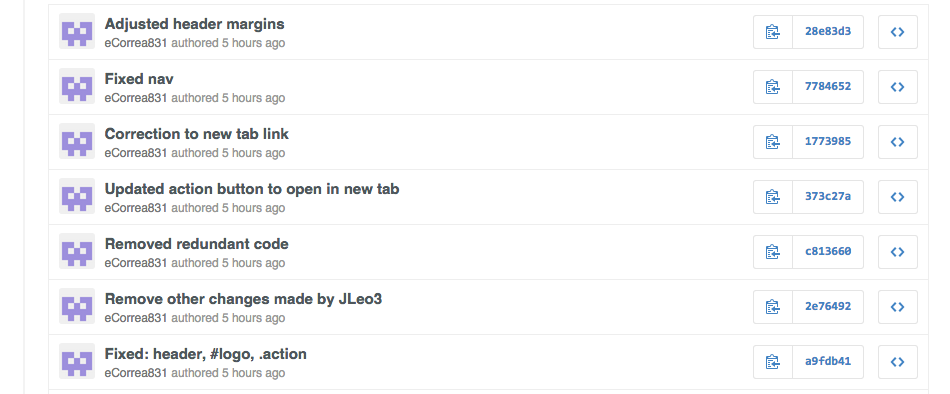 Adjusted header margins
eCorrea831 authored 5 hours ago
28e83d3
Fixed nav
eCorrea831 authored 5 hours ago
7784652
Correction to new tab link
eCorrea831 authored 5 hours ago
1773985
Updated action button to open in new tab
eCorrea831 authored 5 hours ago
373c27a
Removed redundant code
eCorrea831 authored 5 hours ago
c813660
Remove other changes made by JLeo3
eCorrea831 authored 5 hours ago
2e76492
Fixed: header, #logo, .action
eCorrea831 authored 5 hours ago
a9fdb41